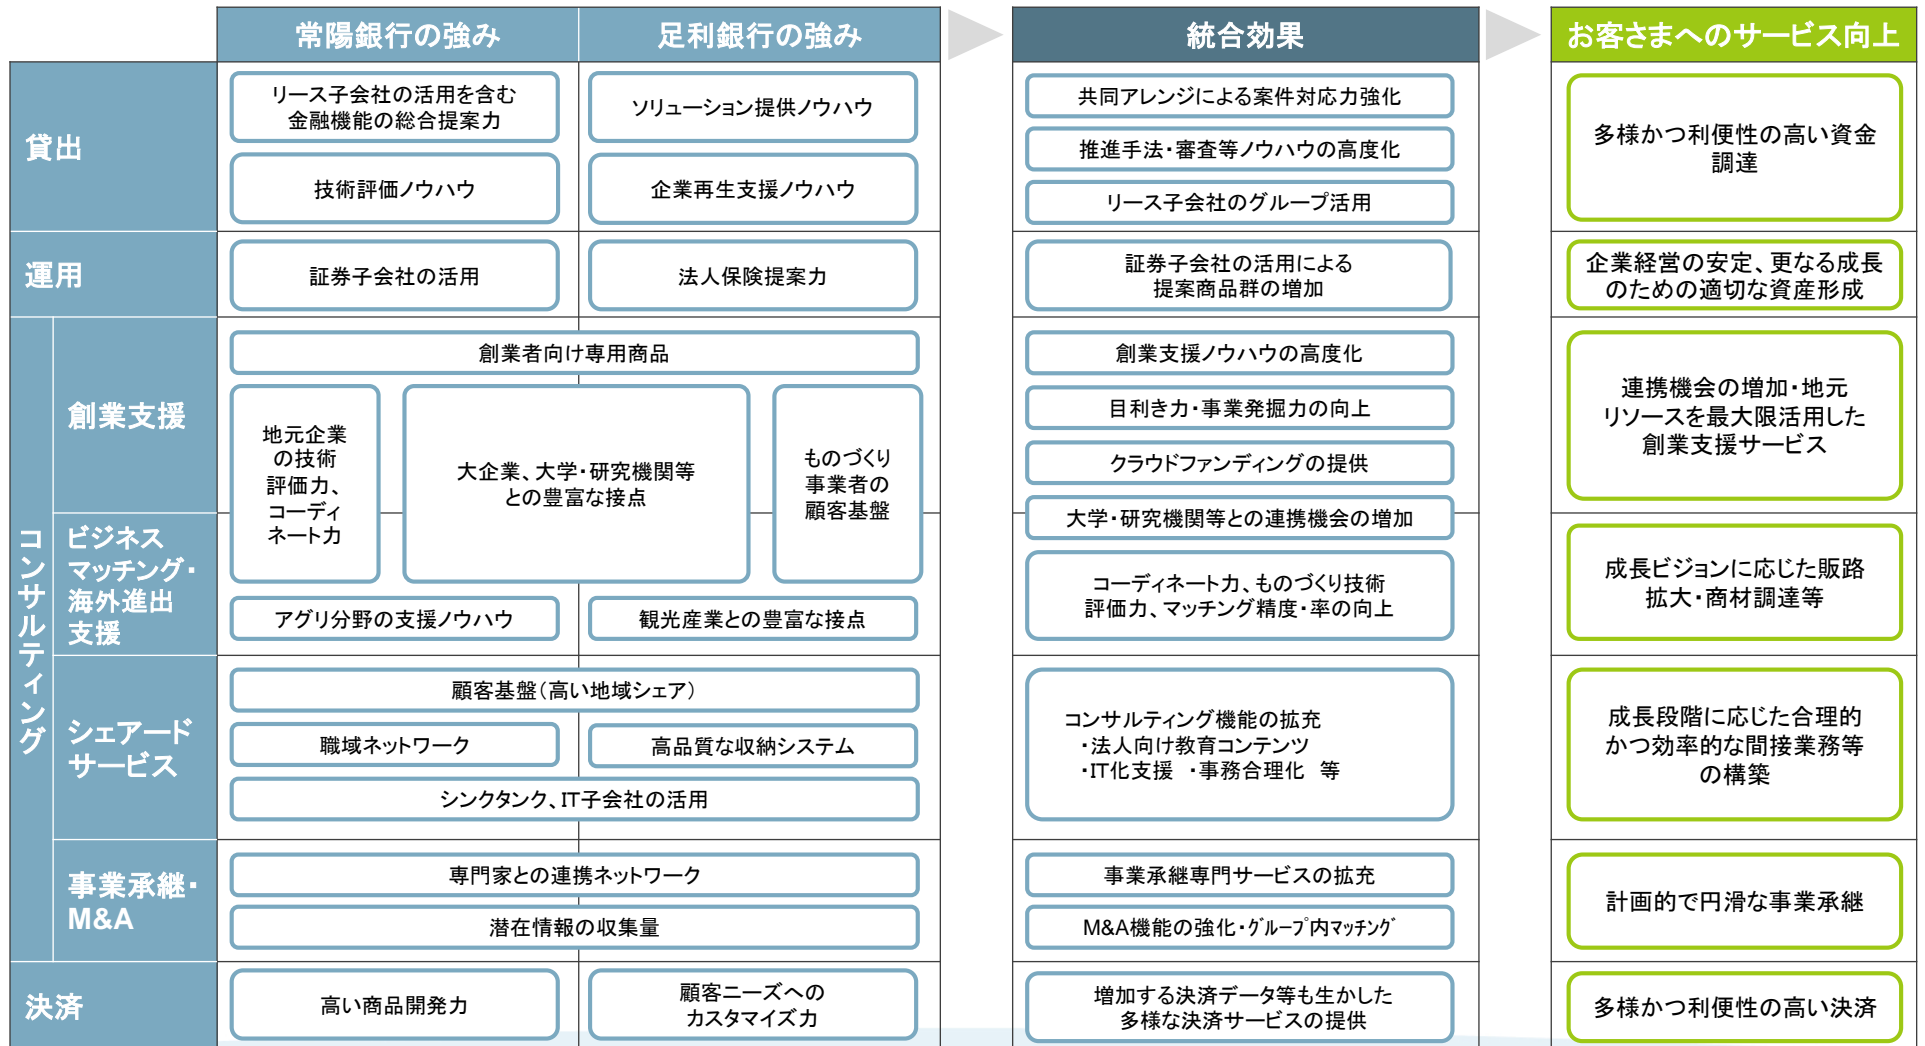 常陽銀行の強み
足利銀行の強み
統合効果
お客さまへのサービス向上
貸出
リース子会社の活用を含む
金融機能の総合提案力
ソリューション提供ノウハウ
技術評価ノウハウ
企業再生支援ノウハウ
共同アレンジによる案件対応力強化
推進手法・審査等ノウハウの高度化
リース子会社のグループ活用
多様かつ利便性の高い資金
調達
運用
証券子会社の活用
法人保険提案力
証券子会社の活用による
提案商品群の増加
企業経営の安定、更なる成長
のための適切な資産形成
コンサルティング
創業支援
創業者向け専用商品
地元企業
の技術
評価力、
コーディ
ネート力
大企業、大学・研究機関等
との豊富な接点
ものづくり
事業者の
顧客基盤
創業支援ノウハウの高度化
目利き力・事業発掘力の向上
クラウドファンディングの提供
大学・研究機関等との連携機会の増加
連携機会の増加・地元
リソースを最大限活用した
創業支援サービス
ビジネス
マッチング・
海外進出
支援
アグリ分野の支援ノウハウ
観光産業との豊富な接点
コーディネート力、ものづくり技術
評価力、マッチング精度・率の向上
成長ビジョンに応じた販路
拡大・商材調達等
シェアード
サービス
顧客基盤（高い地域シェア）
職域ネットワーク
高品質な収納システム
シンクタンク、IT子会社の活用
コンサルティング機能の拡充
・法人向け教育コンテンツ
・IT化支援　・事務合理化　等
成長段階に応じた合理的
かつ効率的な間接業務等
の構築
事業承継・
M&A
専門家との連携ネットワーク
潜在情報の収集量
事業承継専門サービスの拡充
M&A機能の強化・ｸﾞﾙｰﾌﾟ内ﾏｯﾁﾝｸﾞ
計画的で円滑な事業承継
決済
高い商品開発力
顧客ニーズへの
カスタマイズ力
増加する決済データ等も生かした
多様な決済サービスの提供
多様かつ利便性の高い決済